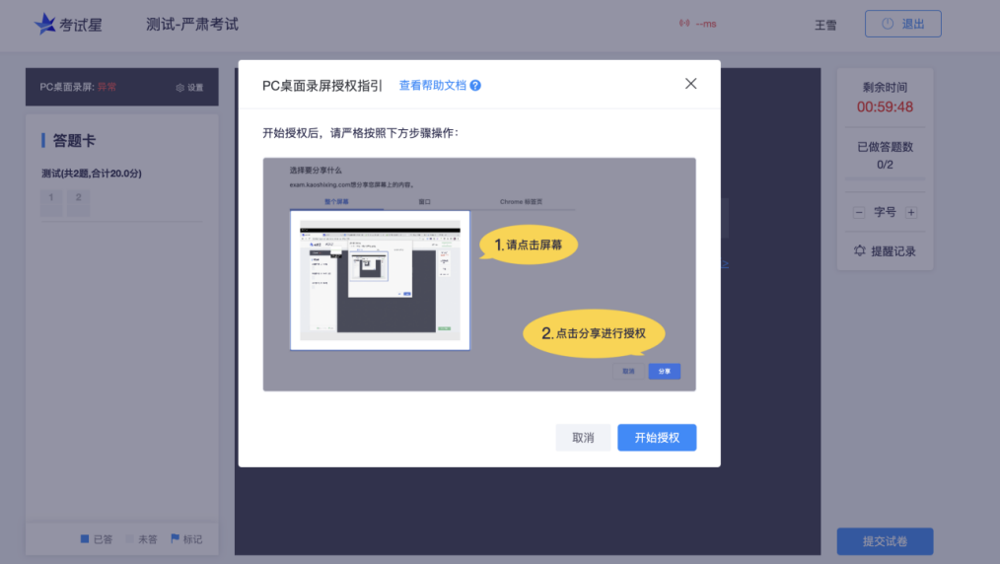 考试星
测试-严肃考试
--ms
王雪
退出
PC桌面录屏: 异常
设置
答题卡
测试(共2题,合计20.0分)
1
2
已答
未答
标记
PC桌面录屏授权指引
查看帮助文档
开始授权后，请严格按照下方步骤操作：
选择要分享什么
exam.kaoshixing.com想分享您屏幕上的内容。
整个屏幕
窗口
Chrome 标签页
1.请点击屏幕
2.点击分享进行授权
取消
分享
取消
开始授权
剩余时间
00:59:48
已做答题数
0/2
字号
提醒记录
提交试卷